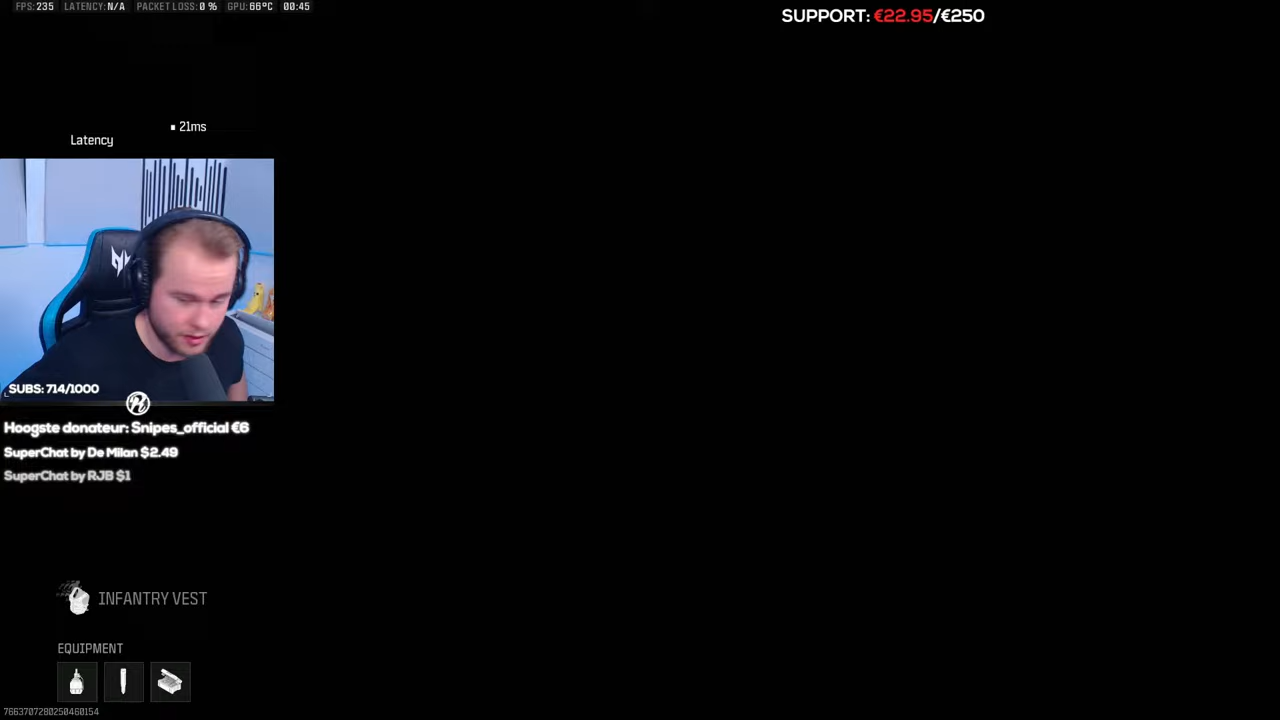 FPS: 235 LATENCY: N/A PACKET LOSS: 0 % GPU: 66°C 00:45
SUPPORT: €22.95/€250
21ms
Latency
SUBS: 714/1000
Hoogste donateur: Snipes_official €6
SuperChat by De Milan $2.49
SuperChat by RJB $1
INFANTRY VEST
EQUIPMENT
7663707280250460154